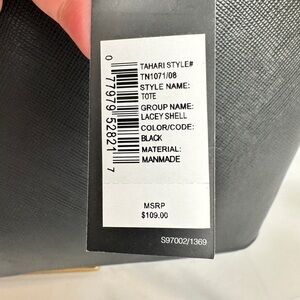 TAHARI STYLE#
TN1071/08
STYLE NAME:
TOTE
GROUP NAME:
LACEY SHELL
COLOR/CODE:
BLACK
MATERIAL:
MANMADE
0 77979 52821 7
MSRP
$109.00
S97002/1369